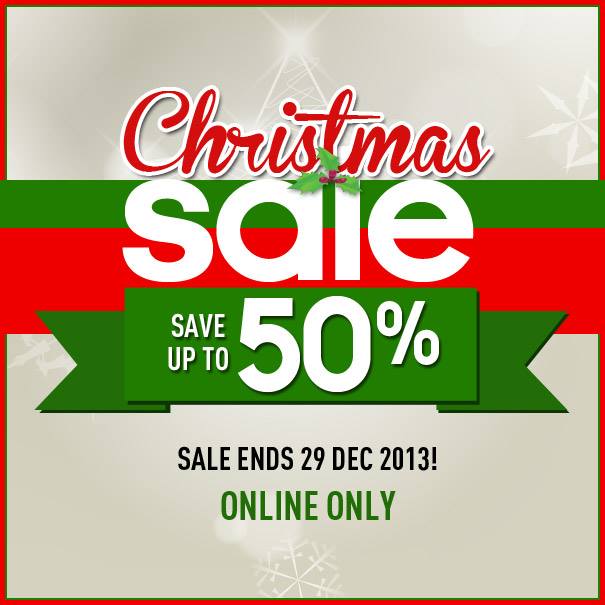 Christmas
sale
SAVE
UP TO
50%
SALE ENDS 29 DEC 2013!
ONLINE ONLY